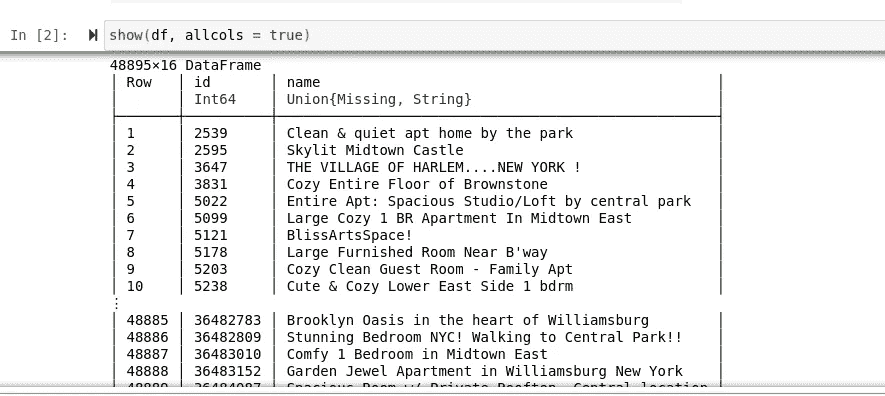 In [2]: show(df, allcols = true)
48895×16 DataFrame
│ Row │ id │ name │
│ │ Int64 │ Union{Missing, String} │
│ 1 │ 2539 │ Clean & quiet apt home by the park │
│ 2 │ 2595 │ Skylit Midtown Castle │
│ 3 │ 3647 │ THE VILLAGE OF HARLEM....NEW YORK ! │
│ 4 │ 3831 │ Cozy Entire Floor of Brownstone │
│ 5 │ 5022 │ Entire Apt: Spacious Studio/Loft by central park │
│ 6 │ 5099 │ Large Cozy 1 BR Apartment In Midtown East │
│ 7 │ 5121 │ BlissArtsSpace! │
│ 8 │ 5178 │ Large Furnished Room Near B'way │
│ 9 │ 5203 │ Cozy Clean Guest Room - Family Apt │
│ 10 │ 5238 │ Cute & Cozy Lower East Side 1 bdrm │
⋮
│ 48885 │ 36482783 │ Brooklyn Oasis in the heart of Williamsburg │
│ 48886 │ 36482809 │ Stunning Bedroom NYC! Walking to Central Park!! │
│ 48887 │ 36483010 │ Comfy 1 Bedroom in Midtown East │
│ 48888 │ 36483152 │ Garden Jewel Apartment in Williamsburg New York │